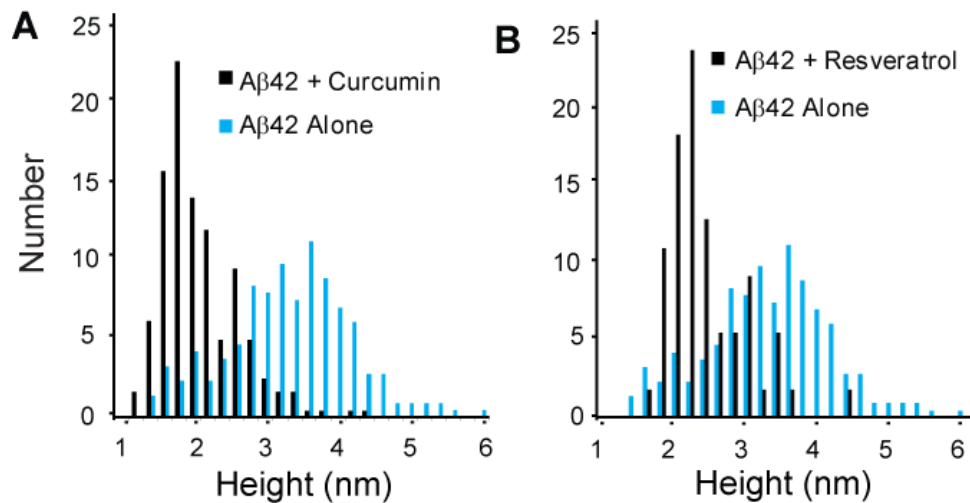 A
25
20
15
10
5
0
Number
Aβ42 + Curcumin
Aβ42 Alone
1 2 3 4 5 6
Height (nm)
B
25
20
15
10
5
0
Aβ42 + Resveratrol
Aβ42 Alone
1 2 3 4 5 6
Height (nm)